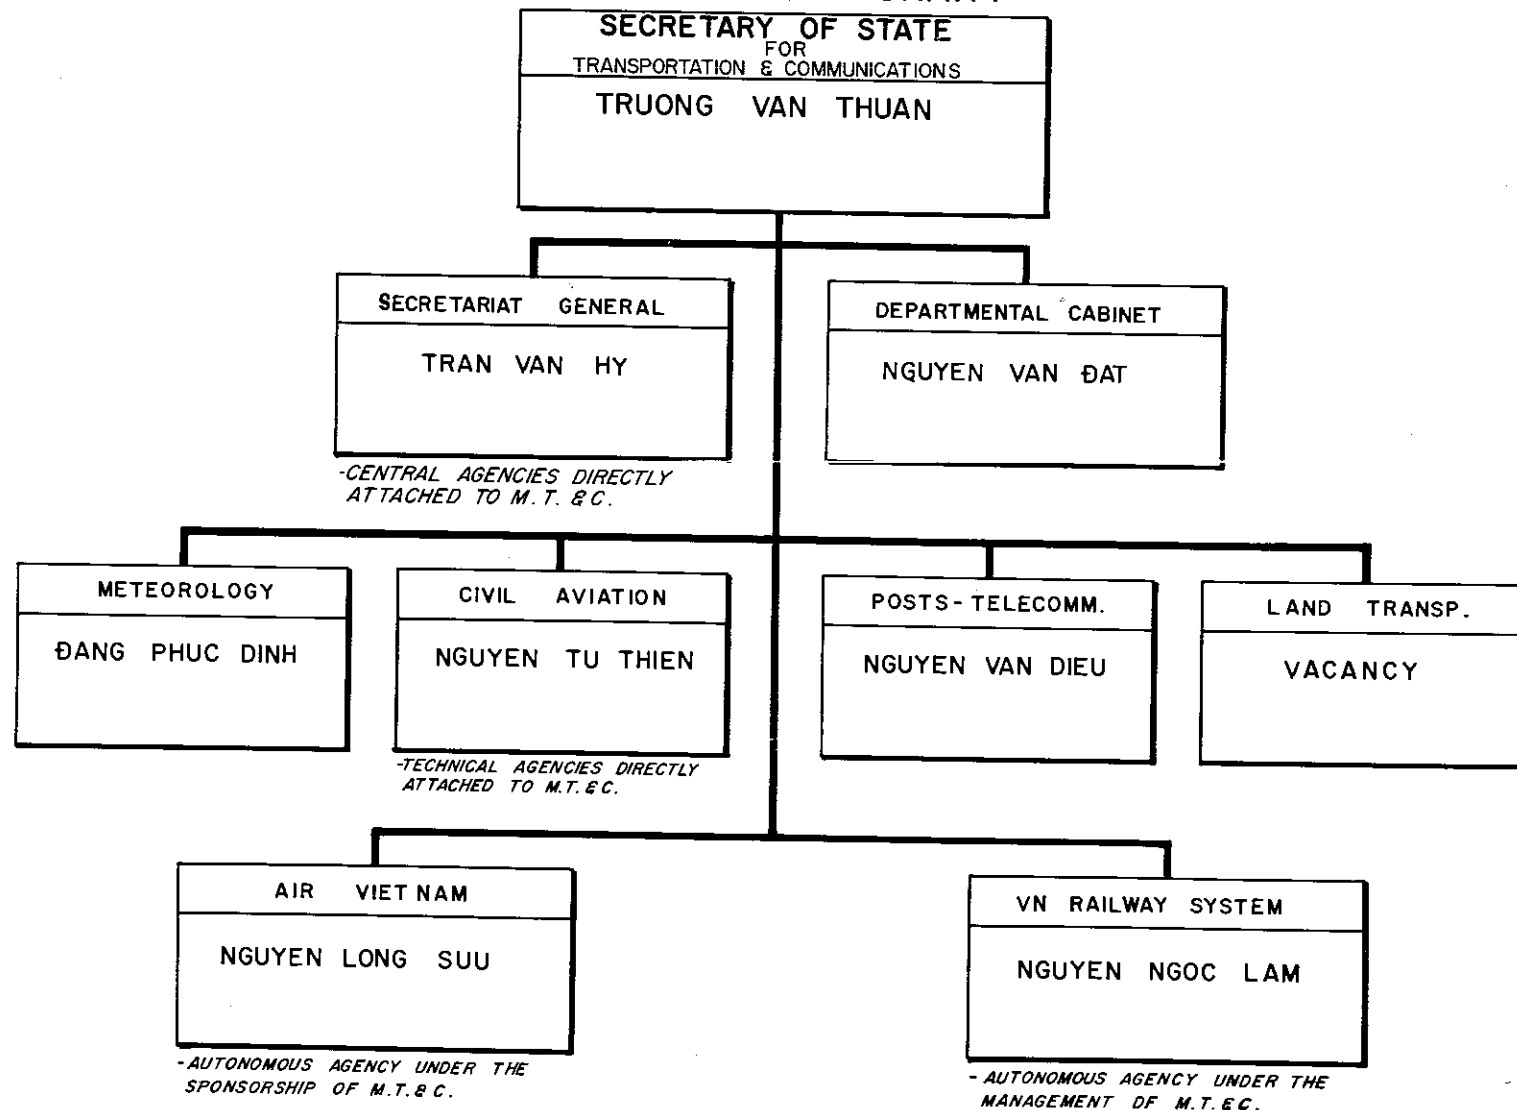 SECRETARY OF STATE
FOR
TRANSPORTATION & COMMUNICATIONS
TRUONG VAN THUAN
SECRETARIAT GENERAL
TRAN VAN HY
-CENTRAL AGENCIES DIRECTLY
ATTACHED TO M.T. & C.
DEPARTMENTAL CABINET
NGUYEN VAN ĐAT
METEOROLOGY
ĐANG PHUC DINH
CIVIL AVIATION
NGUYEN TU THIEN
-TECHNICAL AGENCIES DIRECTLY
ATTACHED TO M.T. & C.
POSTS-TELECOMM.
NGUYEN VAN DIEU
LAND TRANSP.
VACANCY
AIR VIET NAM
NGUYEN LONG SUU
-AUTONOMOUS AGENCY UNDER THE
SPONSORSHIP OF M.T. & C.
VN RAILWAY SYSTEM
NGUYEN NGOC LAM
- AUTONOMOUS AGENCY UNDER THE
MANAGEMENT OF M.T. & C.